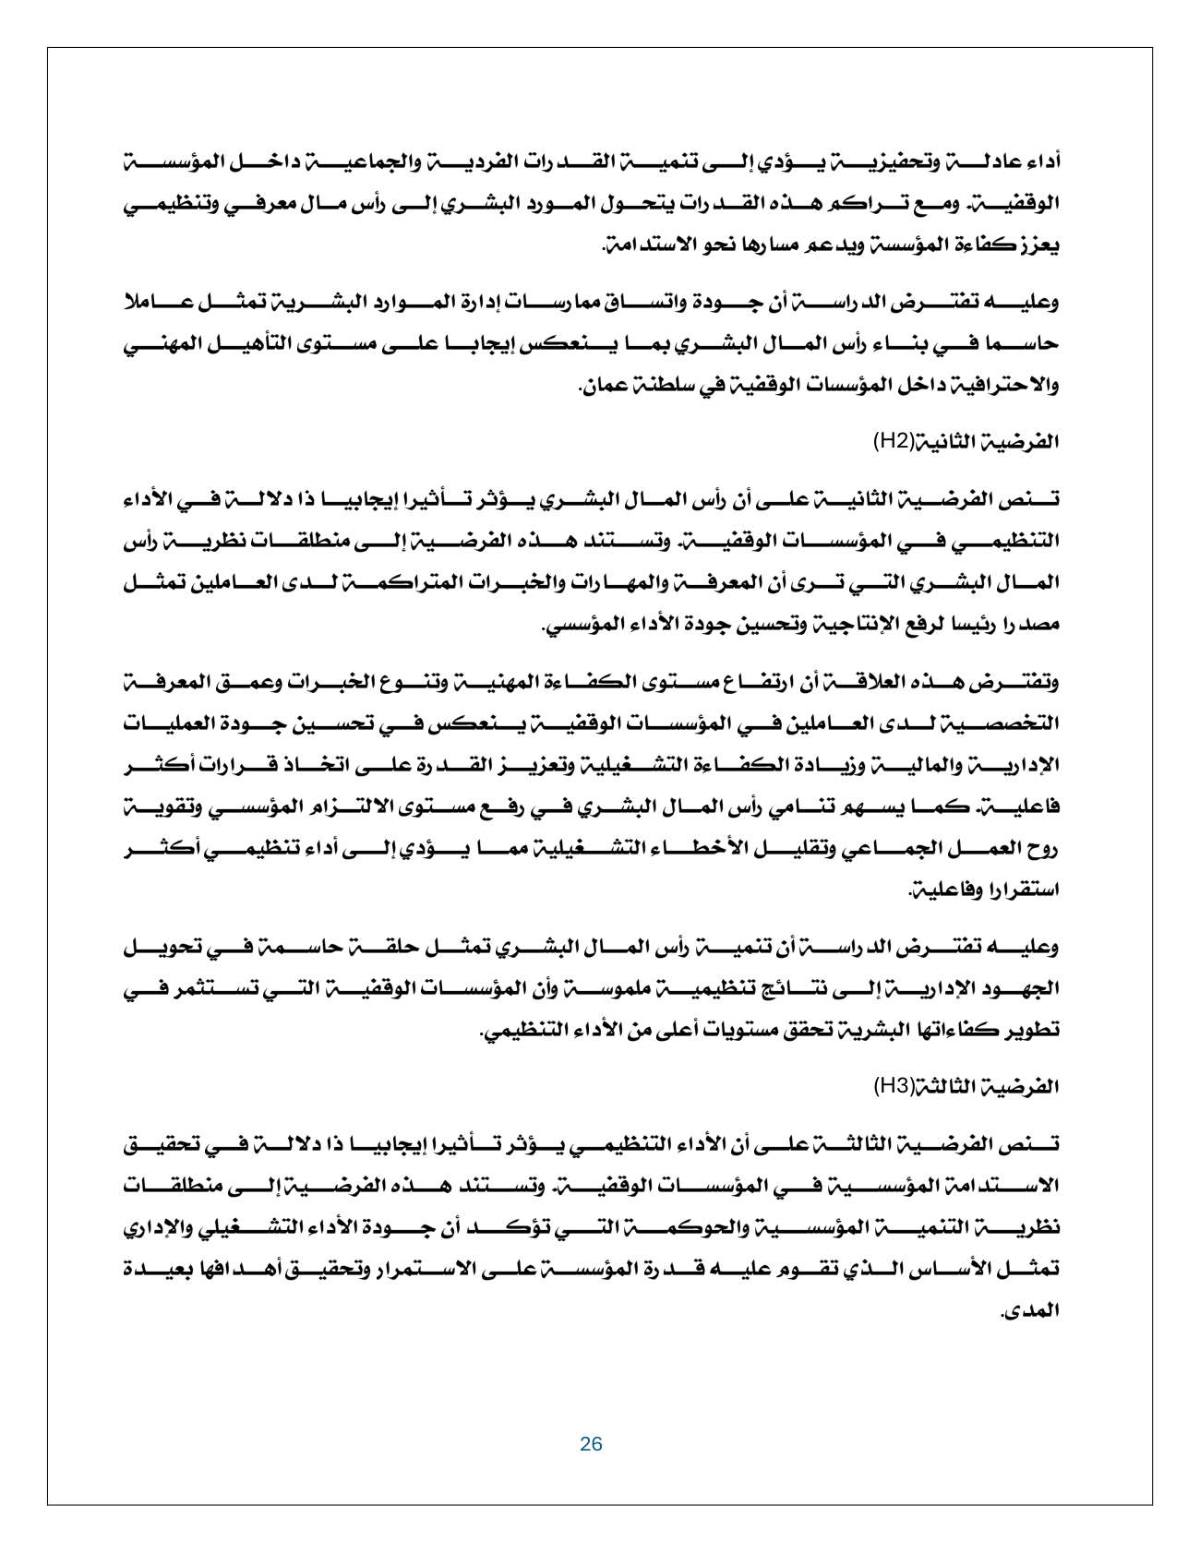 أداء عادلة وتحفيزية يؤدي إلى تنمية القدرات الفردية والجماعية داخل المؤسسة
الوقفية. ومع تراكم هذه القدرات يتحول المورد البشري إلى رأس مال معرفي وتنظيمي
يعزز كفاءة المؤسسة ويدعم مسارها نحو الاستدامة.
وعليه تفترض الدراسة أن جودة واتساق ممارسات إدارة الموارد البشرية تمثل عاملا
حاسما في بناء رأس المال البشري بما ينعكس إيجابا على مستوى التأهيل المهني
والاحترافية داخل المؤسسات الوقفية في سلطنة عمان.
الفرضية الثانية(H2)
تنص الفرضية الثانية على أن رأس المال البشري يؤثر تأثيرا إيجابيا ذا دلالة في الأداء
التنظيمي في المؤسسات الوقفية. وتستند هذه الفرضية إلى منطلقات نظرية رأس
المال البشري التي ترى أن المعرفة والمهارات والخبرات المتراكمة لدى العاملين تمثل
مصدرا رئيسا لرفع الإنتاجية وتحسين جودة الأداء المؤسسي.
وتفترض هذه العلاقة أن ارتفاع مستوى الكفاءة المهنية وتنوع الخبرات وعمق المعرفة
التخصصية لدى العاملين في المؤسسات الوقفية ينعكس في تحسين جودة العمليات
الإدارية والمالية وزيادة الكفاءة التشغيلية وتعزيز القدرة على اتخاذ قرارات أكثر
فاعلية. كما يسهم تنامي رأس المال البشري في رفع مستوى الالتزام المؤسسي وتقوية
روح العمل الجماعي وتقليل الأخطاء التشغيلية مما يؤدي إلى أداء تنظيمي أكثر
استقرارا وفاعلية.
وعليه تفترض الدراسة أن تنمية رأس المال البشري تمثل حلقة حاسمة في تحويل
الجهود الإدارية إلى نتائج تنظيمية ملموسة وأن المؤسسات الوقفية التي تستثمر في
تطوير كفاءاتها البشرية تحقق مستويات أعلى من الأداء التنظيمي.
الفرضية الثالثة(H3)
تنص الفرضية الثالثة على أن الأداء التنظيمي يؤثر تأثيرا إيجابيا ذا دلالة في تحقيق
الاستدامة المؤسسية في المؤسسات الوقفية. وتستند هذه الفرضية إلى منطلقات
نظرية التنمية المؤسسية والحوكمة التي تؤكد أن جودة الأداء التشغيلي والإداري
تمثل الأساس الذي تقوم عليه قدرة المؤسسة على الاستمرار وتحقيق أهدافها بعيدة
المدى.
26